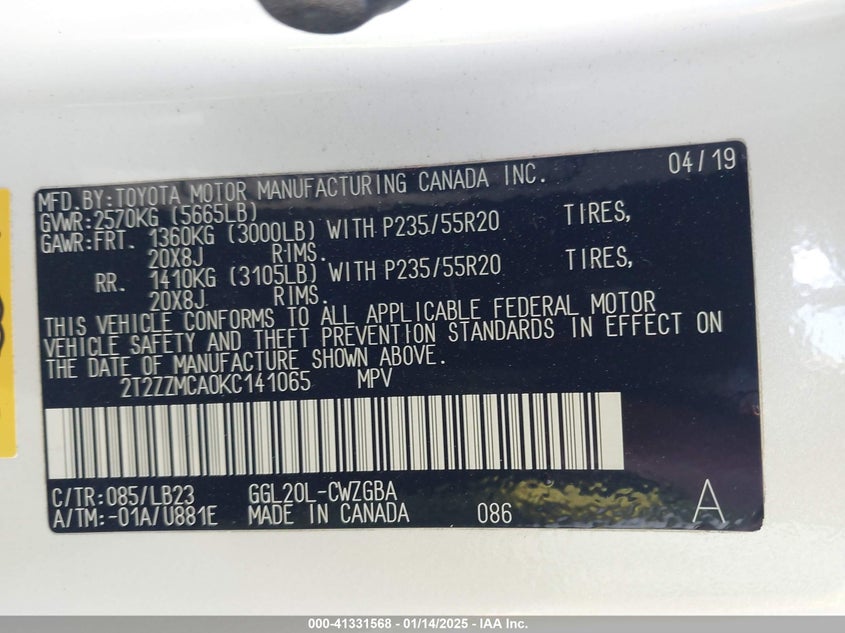 04/19
MFD.BY:TOYOTA MOTOR MANUFACTURING CANADA INC.
GVWR:2570KG (5665LB)
GAWR:FRT. 1360KG (3000LB) WITH P235/55R20 TIRES,
20X8J RIMS.
RR. 1410KG (3105LB) WITH P235/55R20 TIRES,
20X8J RIMS.
THIS VEHICLE CONFORMS TO ALL APPLICABLE FEDERAL MOTOR
VEHICLE SAFETY AND THEFT PREVENTION STANDARDS IN EFFECT ON
THE DATE OF MANUFACTURE SHOWN ABOVE.
2T2ZZMCA0KC141065 MPV
C/TR:085/LB23 GGL20L-CWZGBA
A/TM:-01A/U881E MADE IN CANADA 086 A
000-41331568 - 01/14/2025 - IAA Inc.